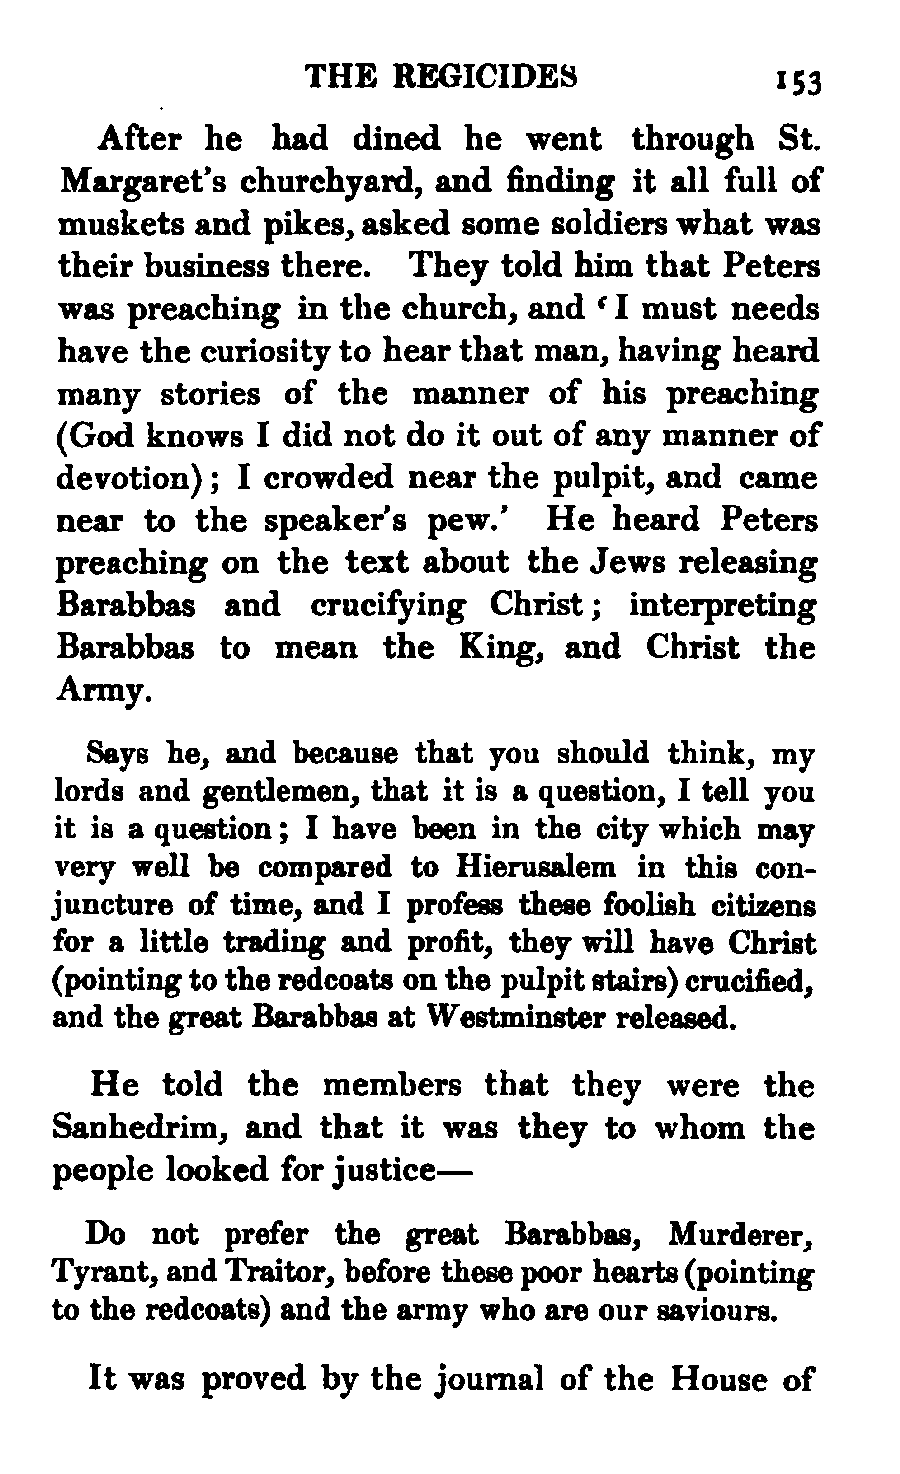 THE REGICIDES 153
After he had dined he went through St.
Margaret's churchyard, and finding it all full of
muskets and pikes, asked some soldiers what was
their business there. They told him that Peters
was preaching in the church, and ‘I must needs
have the curiosity to hear that man, having heard
many stories of the manner of his preaching
(God knows I did not do it out of any manner of
devotion); I crowded near the pulpit, and came
near to the speaker's pew.’ He heard Peters
preaching on the text about the Jews releasing
Barabbas and crucifying Christ; interpreting
Barabbas to mean the King, and Christ the
Army.
Says he, and because that you should think, my
lords and gentlemen, that it is a question, I tell you
it is a question; I have been in the city which may
very well be compared to Hierusalem in this con-
juncture of time, and I profess these foolish citizens
for a little trading and profit, they will have Christ
(pointing to the redcoats on the pulpit stairs) crucified,
and the great Barabbas at Westminster released.
He told the members that they were the
Sanhedrim, and that it was they to whom the
people looked for justice—
Do not prefer the great Barabbas, Murderer,
Tyrant, and Traitor, before these poor hearts (pointing
to the redcoats) and the army who are our saviours.
It was proved by the journal of the House of